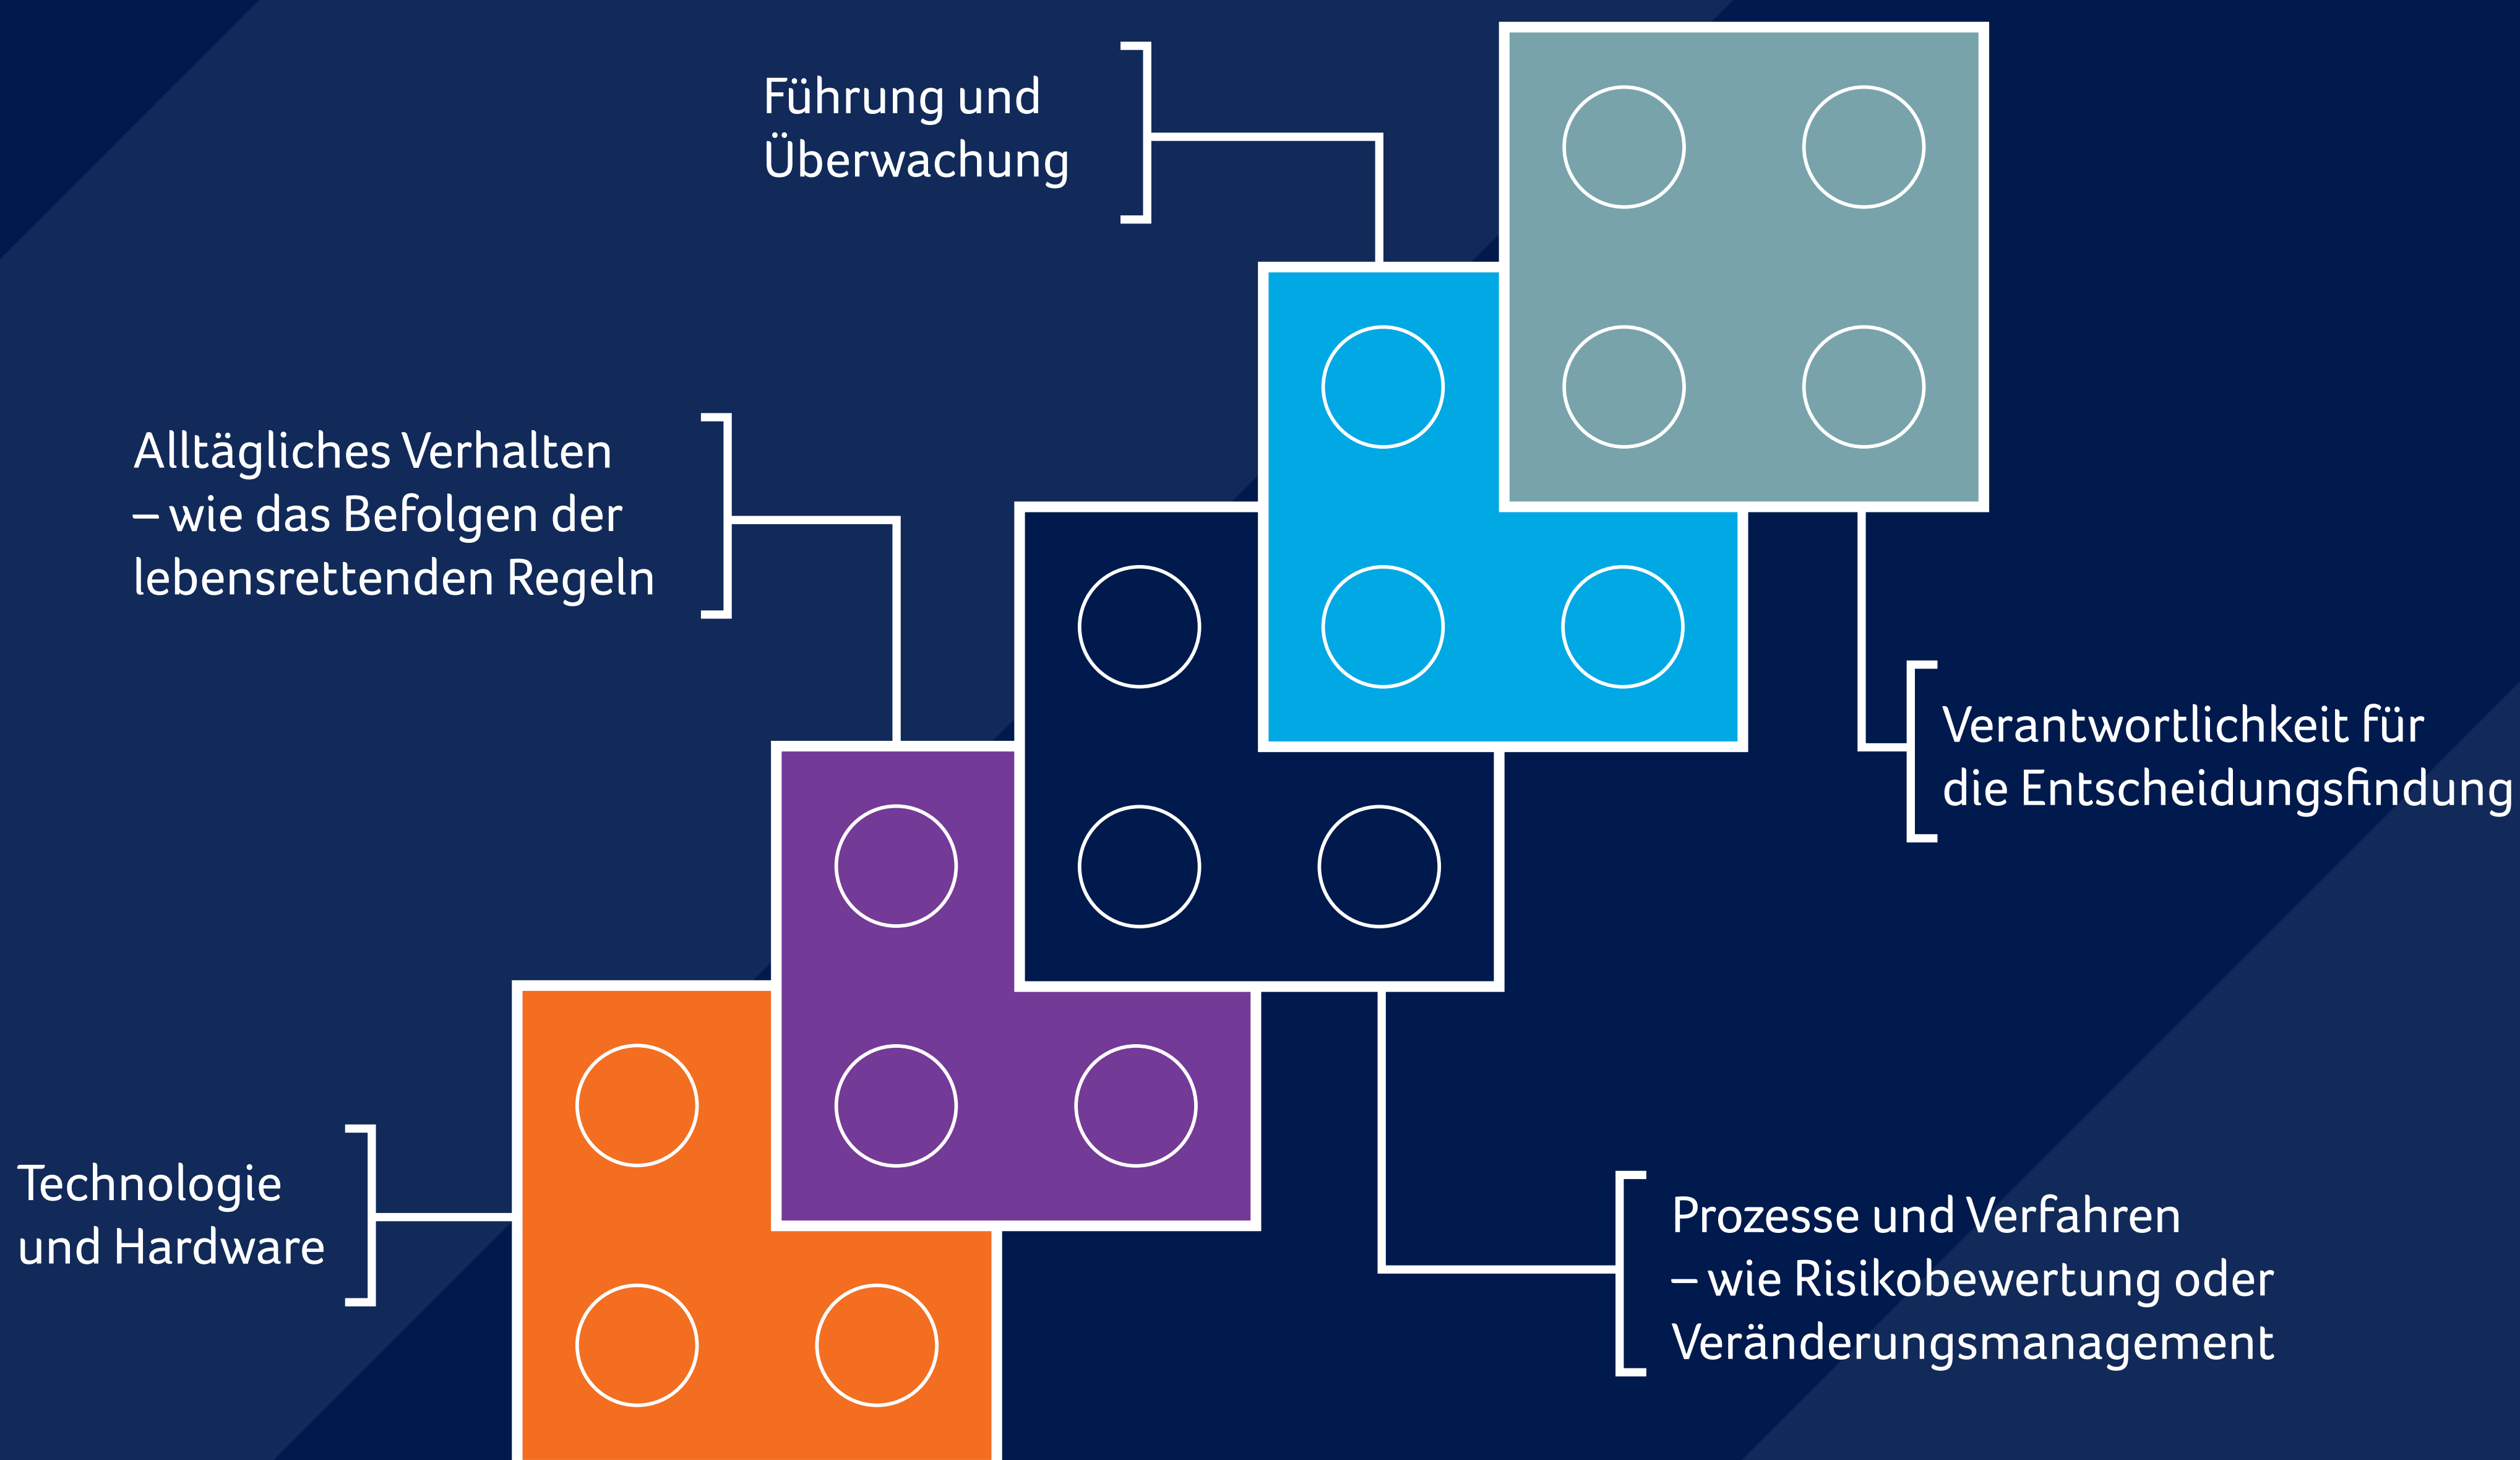 Führung und
Überwachung
Alltägliches Verhalten
– wie das Befolgen der
lebensrettenden Regeln
Verantwortlichkeit für
die Entscheidungsfindung
Technologie
und Hardware
Prozesse und Verfahren
– wie Risikobewertung oder
Veränderungsmanagement